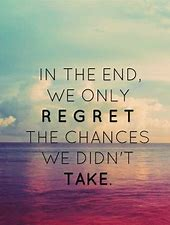 IN THE END,
WE ONLY
REGRET
THE CHANCES
WE DIDN'T
TAKE.